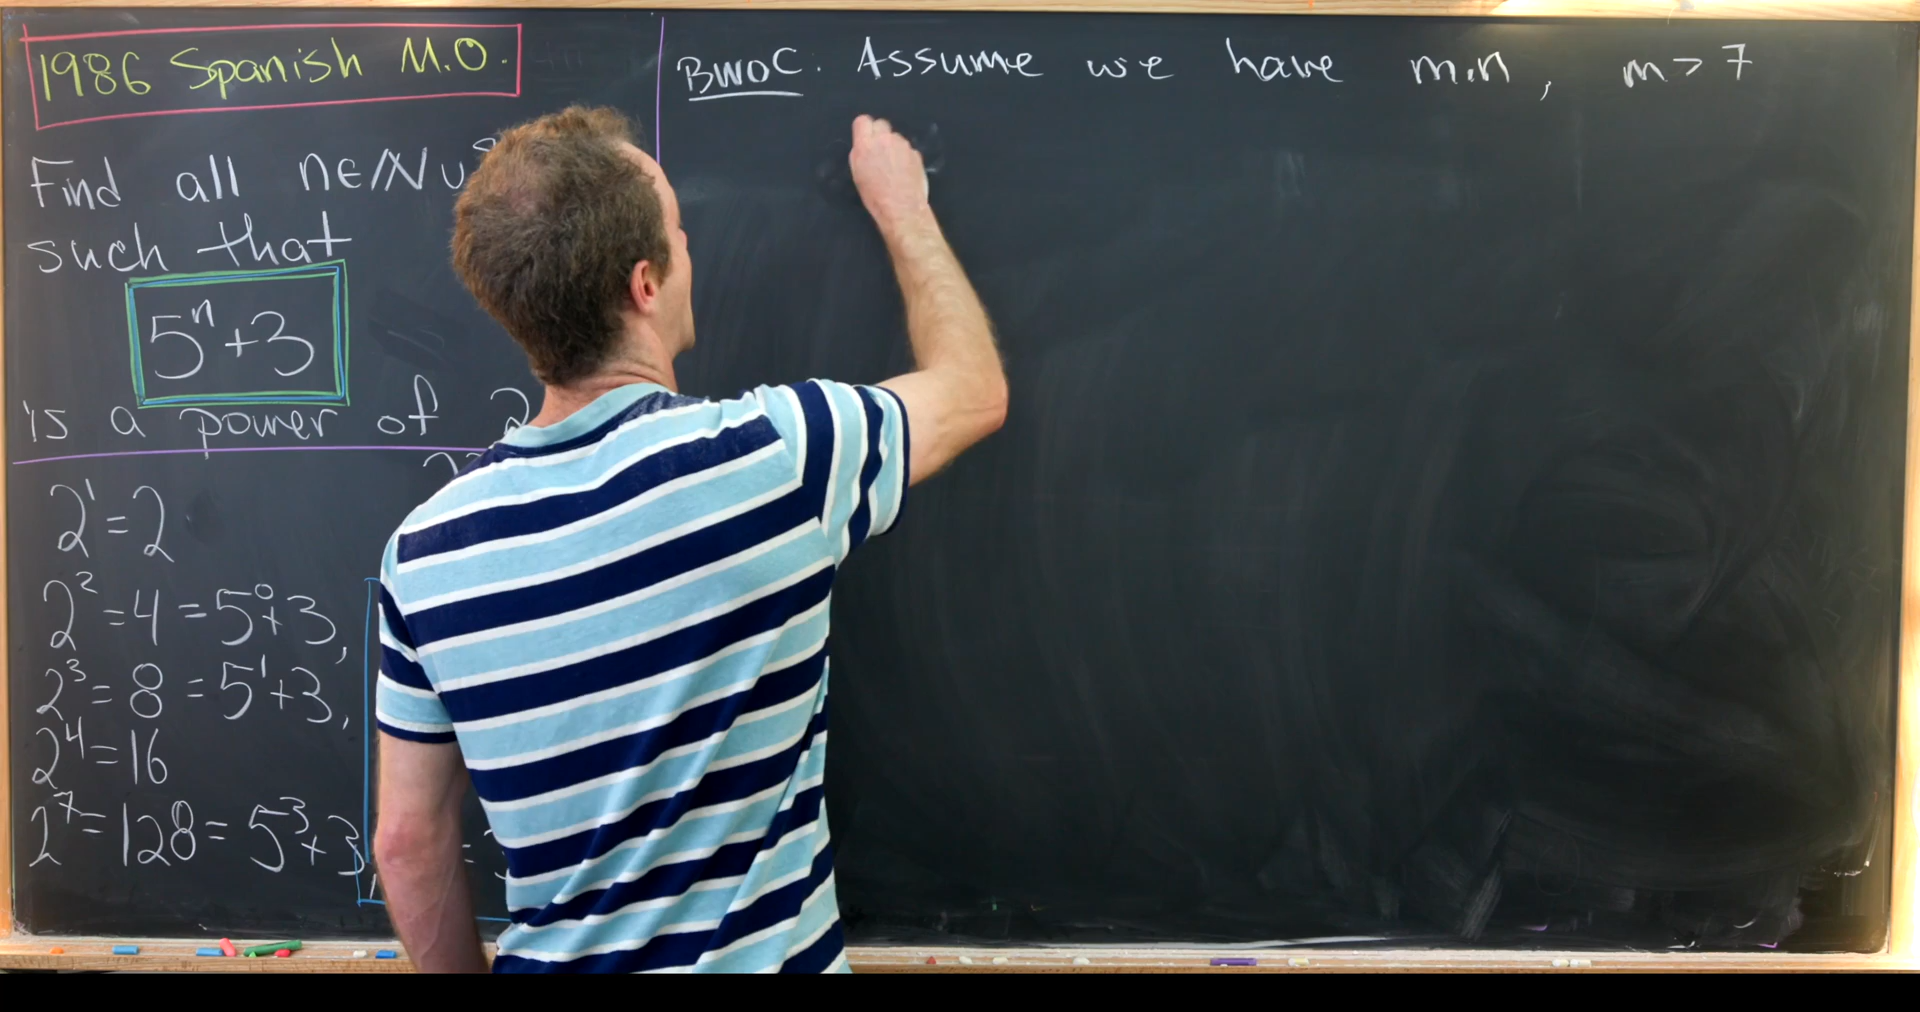 1986 Spanish M.O.
Find all n∈ℕ∪
such that
5ⁿ+3
is a power of 2
2¹=2
2²=4=5⁰+3,
2³=8=5¹+3,
2⁴=16
2⁷=128=5³+3,
BWOC. Assume we have m,n, m>7